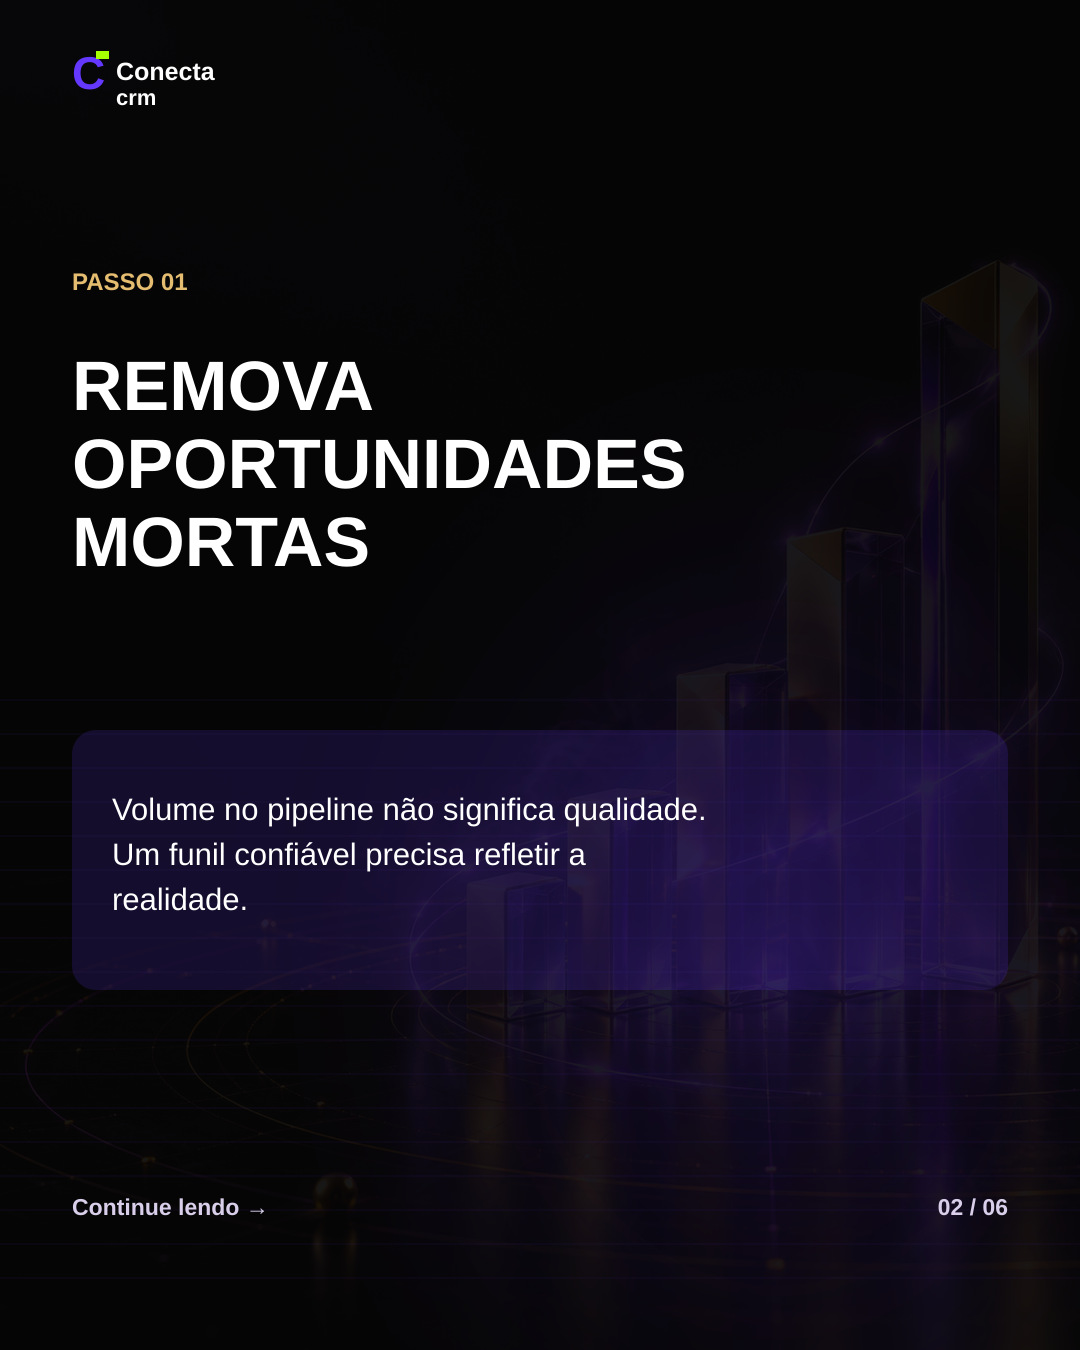 Conecta
crm
PASSO 01
REMOVA
OPORTUNIDADES
MORTAS
Volume no pipeline não significa qualidade.
Um funil confiável precisa refletir a
realidade.
Continue lendo →
02 / 06